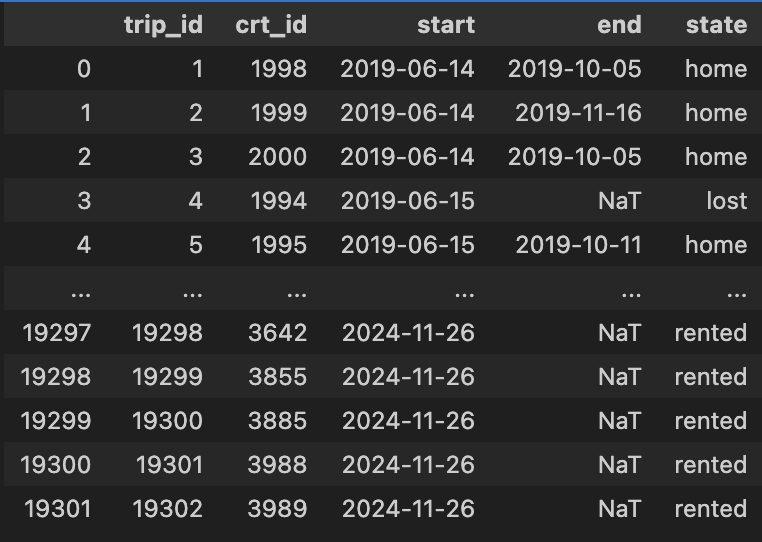 trip_id crt_id start end state
0 1 1998 2019-06-14 2019-10-05 home
1 2 1999 2019-06-14 2019-11-16 home
2 3 2000 2019-06-14 2019-10-05 home
3 4 1994 2019-06-15 NaT lost
4 5 1995 2019-06-15 2019-10-11 home
... ... ... ... ... ...
19297 19298 3642 2024-11-26 NaT rented
19298 19299 3855 2024-11-26 NaT rented
19299 19300 3885 2024-11-26 NaT rented
19300 19301 3988 2024-11-26 NaT rented
19301 19302 3989 2024-11-26 NaT rented